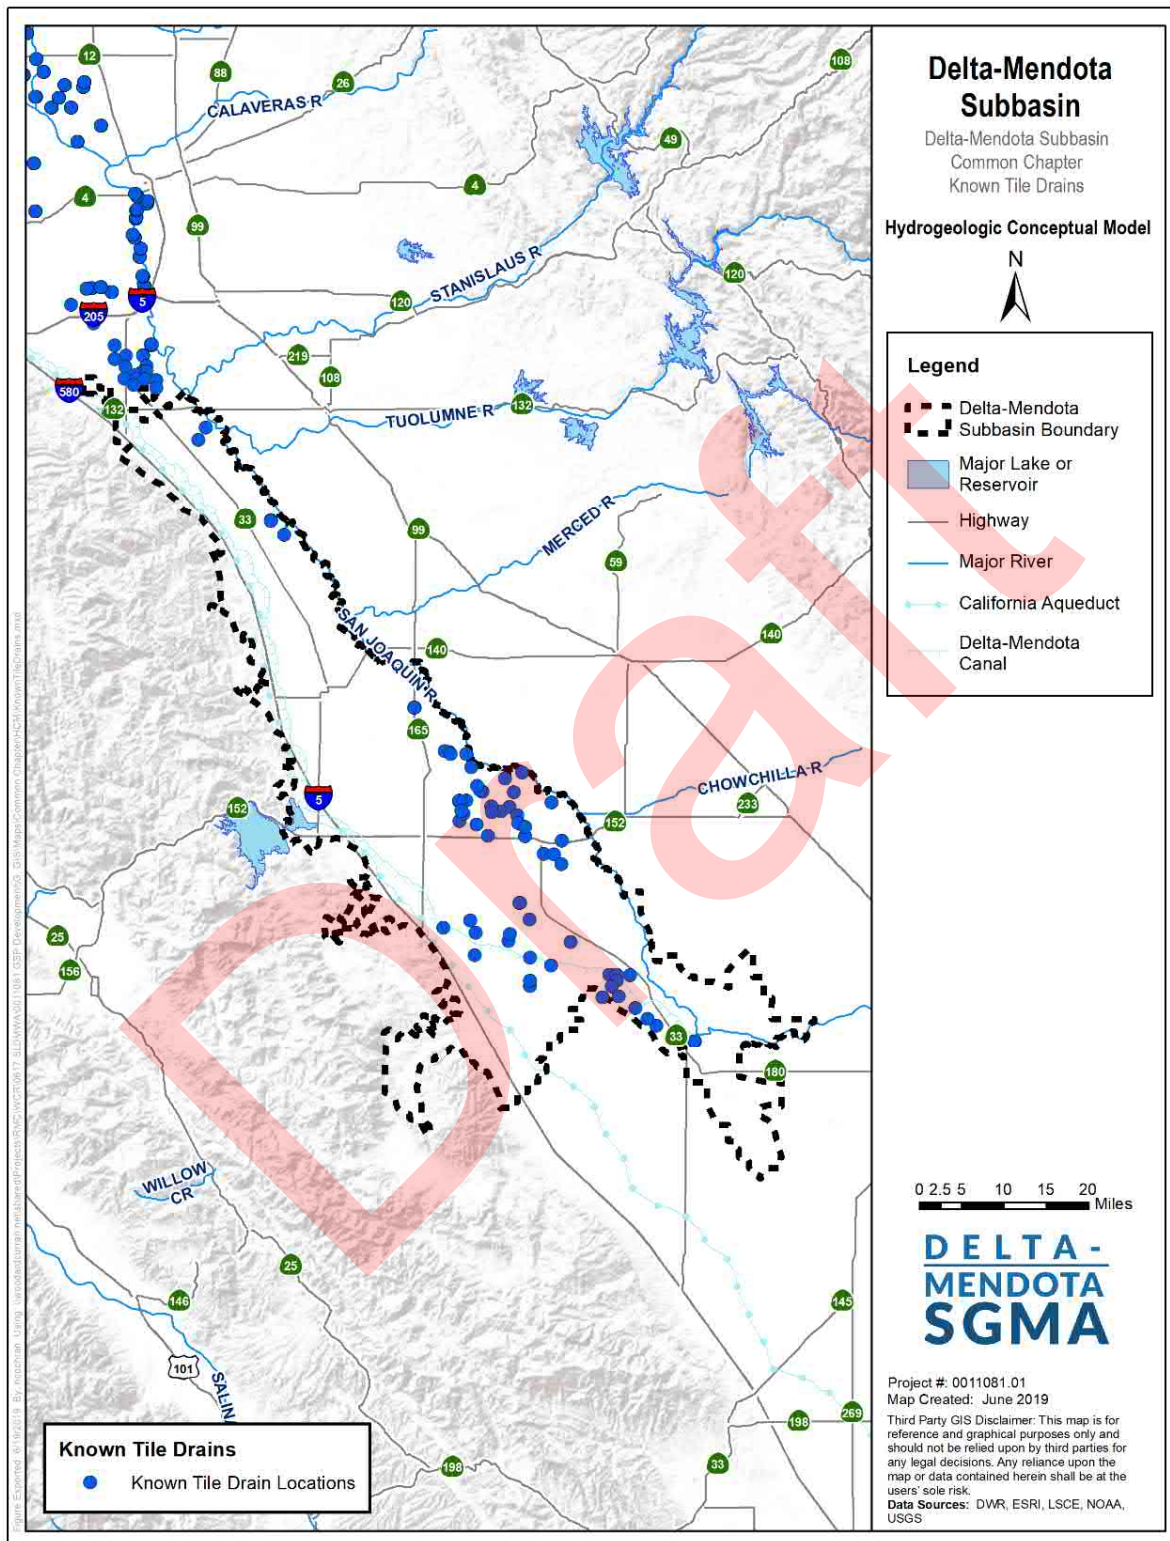 Delta-Mendota
Subbasin
Delta-Mendota Subbasin
Common Chapter
Known Tile Drains
Hydrogeologic Conceptual Model
N
Legend
Delta-Mendota
Subbasin Boundary
Major Lake or
Reservoir
Highway
Major River
California Aqueduct
Delta-Mendota
Canal
0 2.5 5 10 15 20
Miles
DELTA-
MENDOTA
SGMA
Project #: 0011081.01
Map Created: June 2019
Third Party GIS Disclaimer: This map is for
reference and graphical purposes only and
should not be relied upon by third parties for
any legal decisions. Any reliance upon the
map or data contained herein shall be at the
users' sole risk.
Data Sources: DWR, ESRI, LSCE, NOAA,
USGS
12
88
26
108
CALAVERAS R
49
4
4
99
STANISLAUS R
120
120
5
205
219
108
580
132
TUOLUMNE R
132
33
99
MERCED R
59
SAN JOAQUIN R
140
140
165
CHOWCHILLA R
5
152
233
152
25
156
33
180
WILLOW
CR
25
146
145
101
SALINA
198
269
198
33
Known Tile Drains
Known Tile Drain Locations
Draft